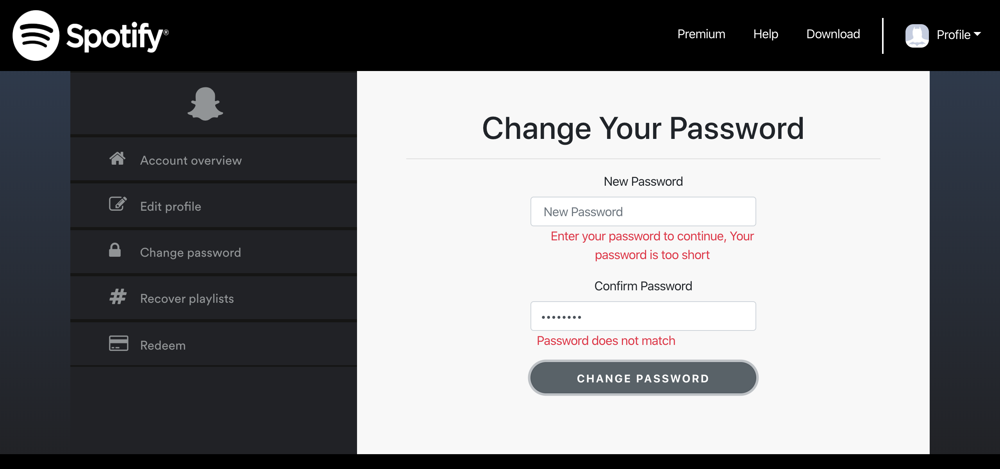 Spotify®
Premium
Help
Download
Profile
Account overview
Edit profile
Change password
Recover playlists
Redeem
Change Your Password
New Password
New Password
Enter your password to continue, Your
password is too short
Confirm Password
••••••••
Password does not match
CHANGE PASSWORD